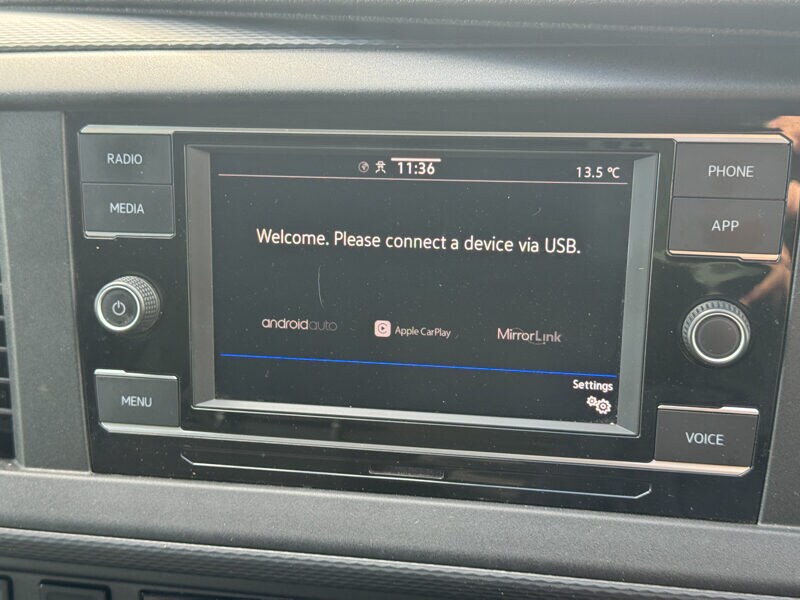 RADIO
MEDIA
MENU
11:36
13.5 °C
Welcome. Please connect a device via USB.
androidauto
Apple CarPlay
MirrorLink
Settings
PHONE
APP
VOICE